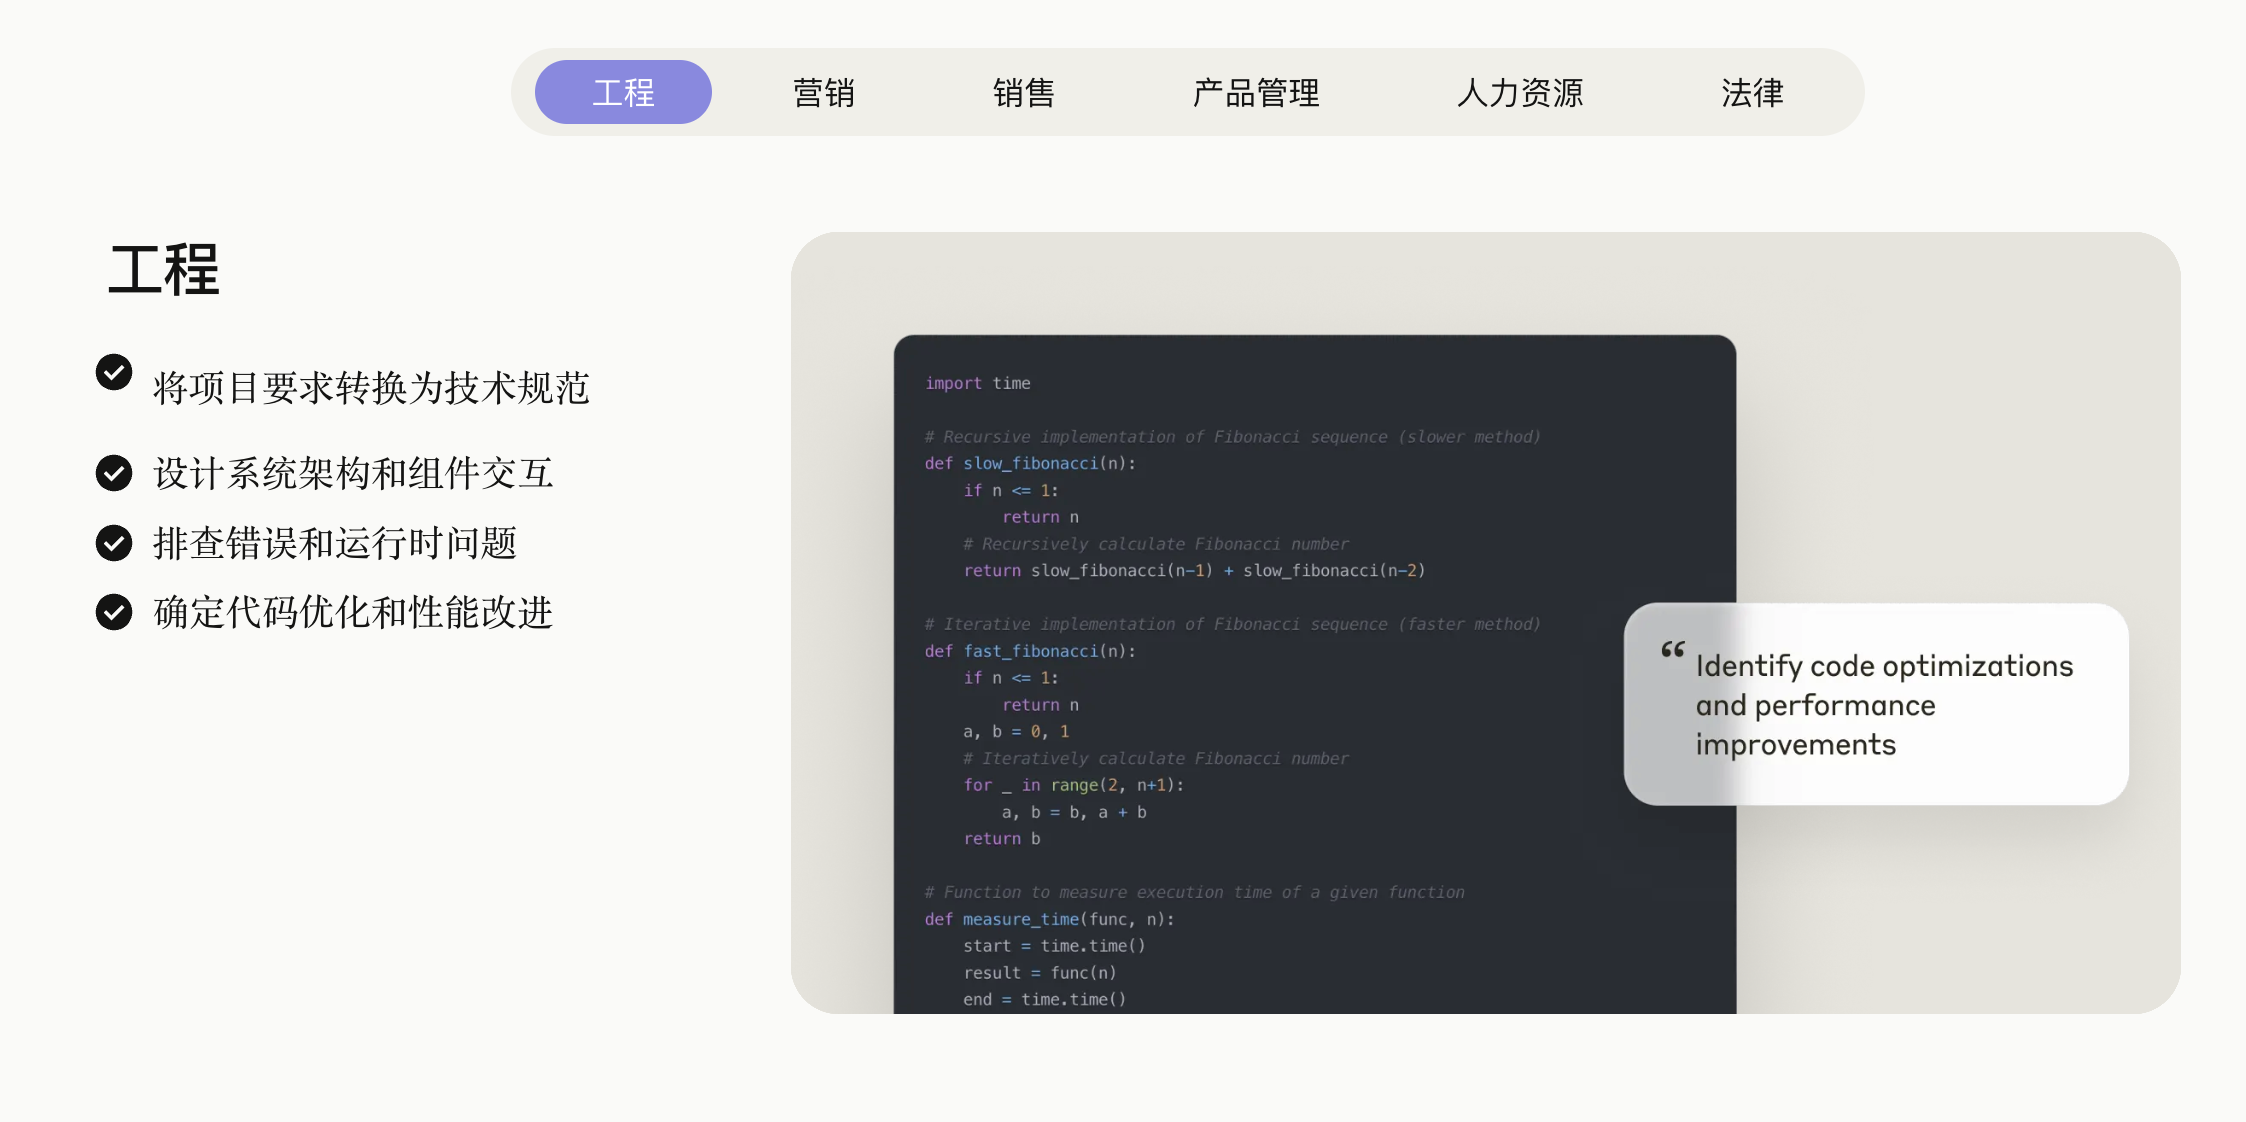 工程
营销
销售
产品管理
人力资源
法律
工程
将项目要求转换为技术规范
设计系统架构和组件交互
排查错误和运行时问题
确定代码优化和性能改进
import time
# Recursive implementation of Fibonacci sequence (slower method)
def slow_fibonacci(n):
    if n <= 1:
        return n
    # Recursively calculate Fibonacci number
    return slow_fibonacci(n-1) + slow_fibonacci(n-2)
# Iterative implementation of Fibonacci sequence (faster method)
def fast_fibonacci(n):
    if n <= 1:
        return n
    a, b = 0, 1
    # Iteratively calculate Fibonacci number
    for _ in range(2, n+1):
        a, b = b, a + b
    return b
# Function to measure execution time of a given function
def measure_time(func, n):
    start = time.time()
    result = func(n)
    end = time.time()
“ Identify code optimizations
and performance
improvements